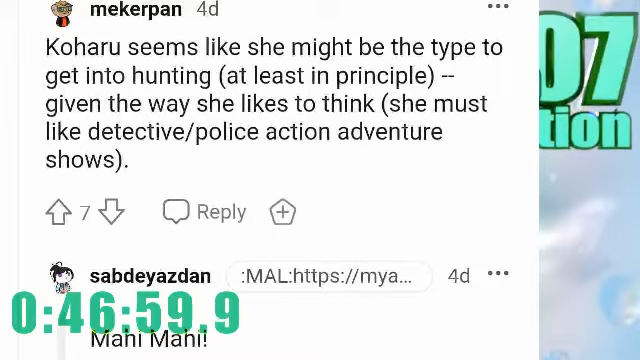 mekerpan 4d
Koharu seems like she might be the type to
get into hunting (at least in principle) --
given the way she likes to think (she must
like detective/police action adventure
shows).
7 Reply
sabdeyazdan :MAL:https://mya... 4d
Mahi Mahi!
0:46:59.9
07
tion